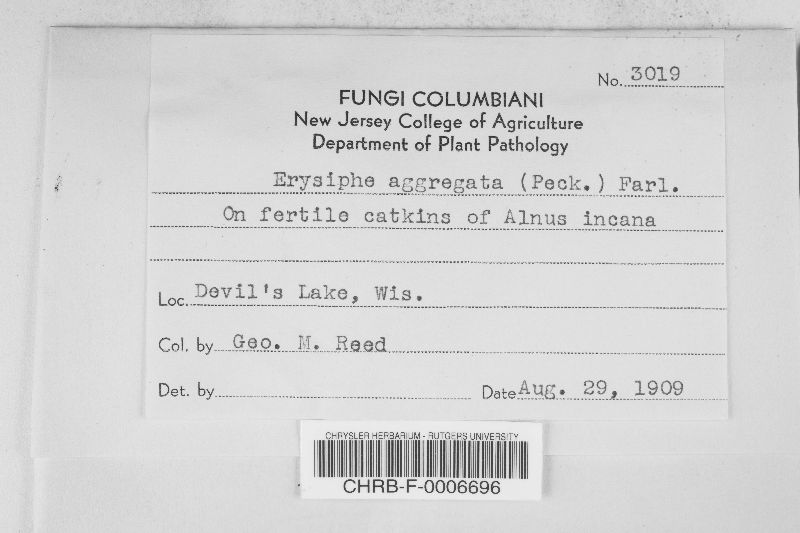 No. 3019
FUNGI COLUMBIANI
New Jersey College of Agriculture
Department of Plant Pathology
Erysiphe aggregata (Peck.) Farl.
On fertile catkins of Alnus incana
Loc. Devil's Lake, Wis.
Col. by Geo. M. Reed
Det. by Date Aug. 29, 1909
CHRYSLER HERBARIUM - RUTGERS UNIVERSITY
CHRB-F-0006696